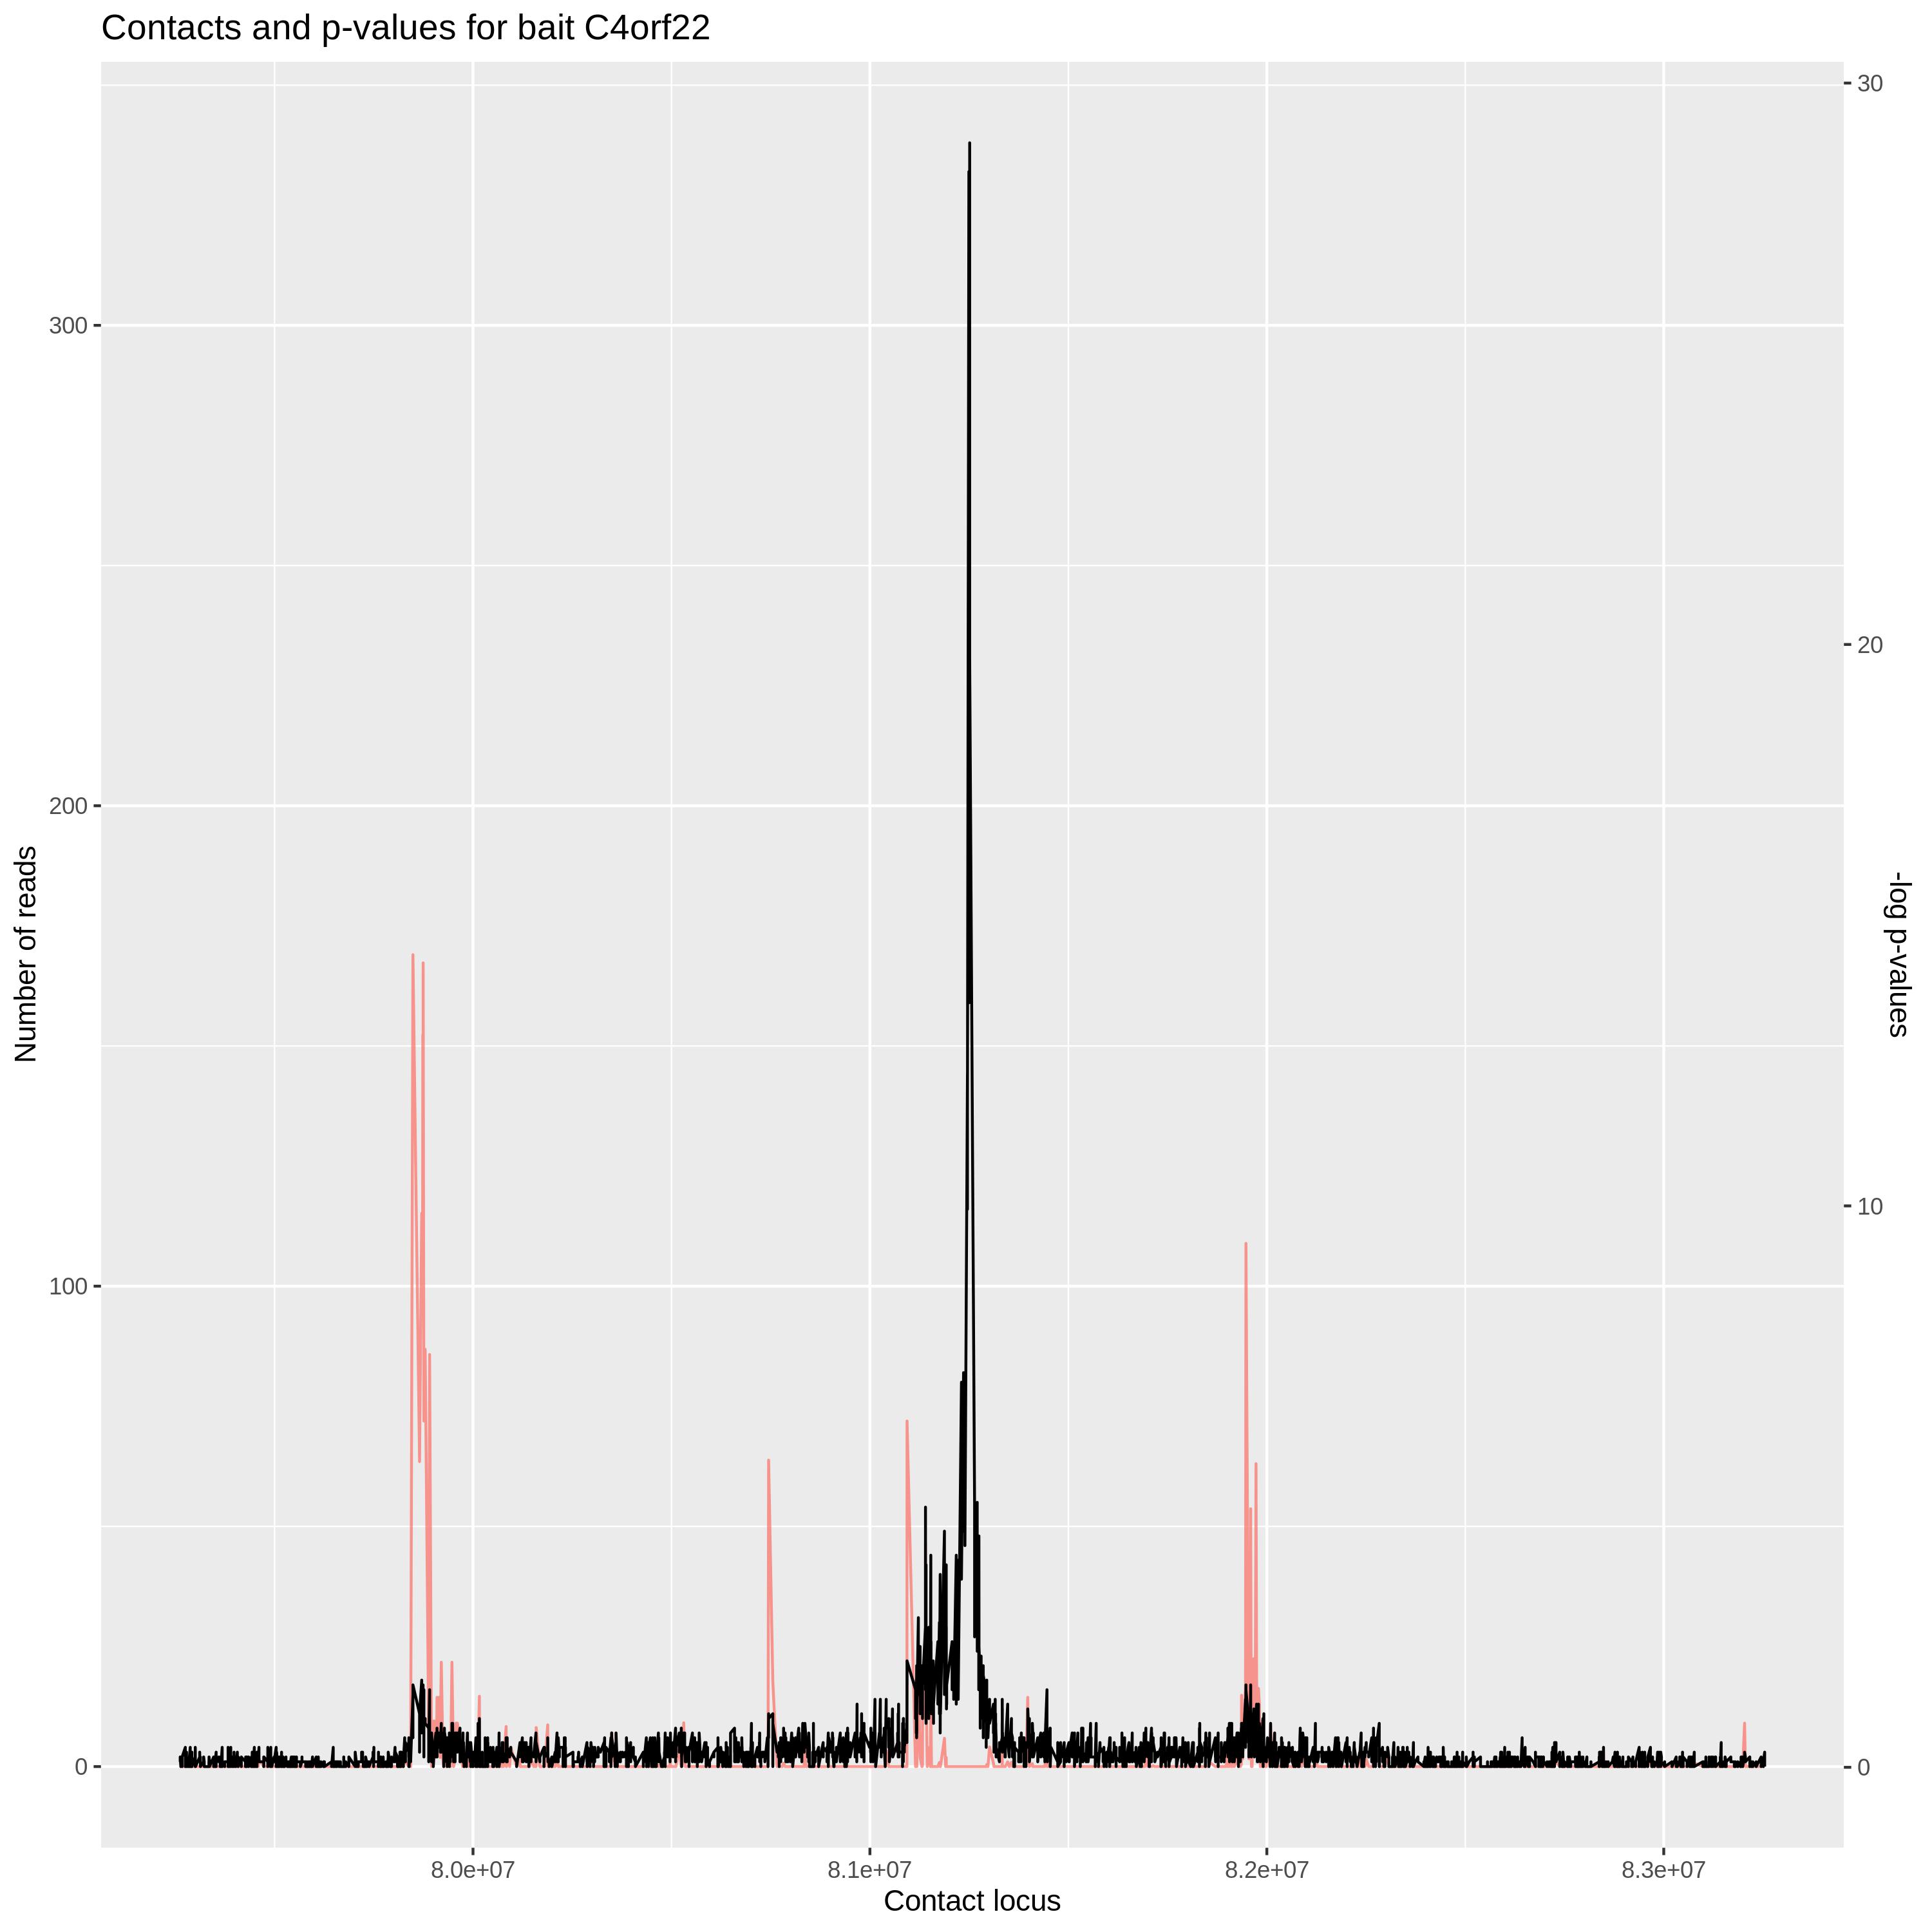 Contacts and p-values for bait C4orf22
Number of reads
300
200
100
0
30
20
10
0
-log p-values
8.0e+07
8.1e+07
8.2e+07
8.3e+07
Contact locus